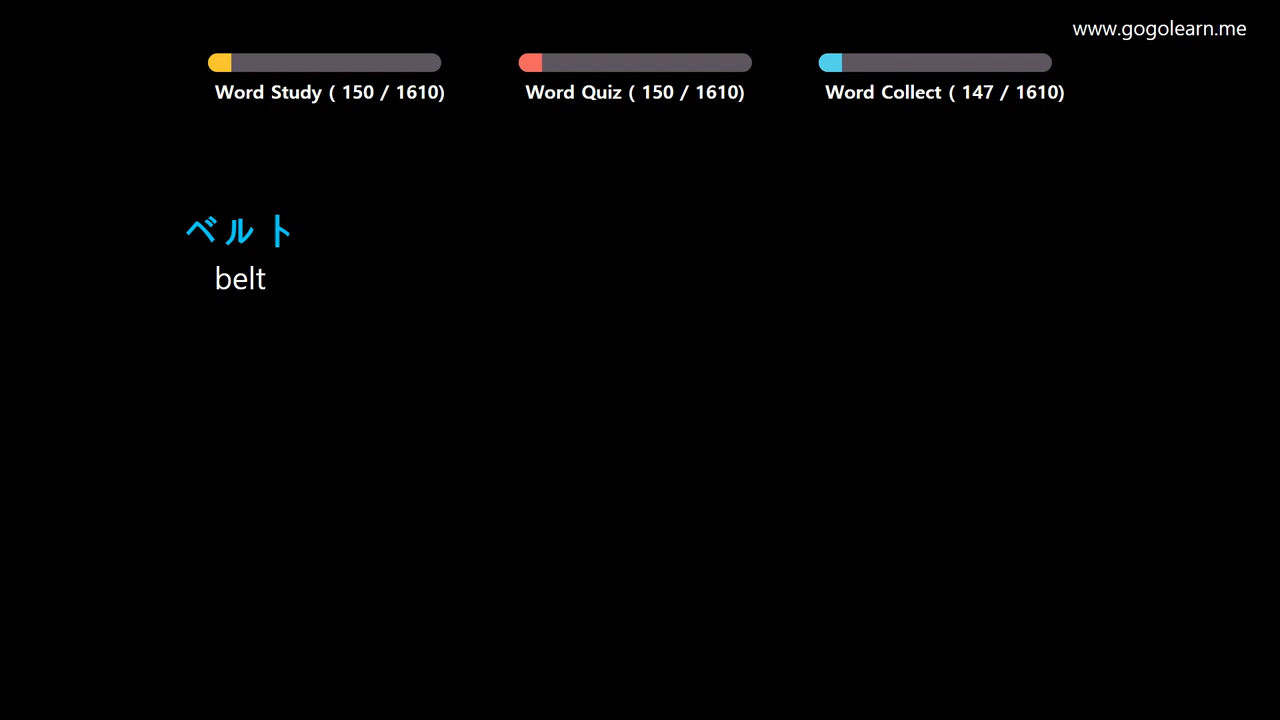 www.gogolearn.me
Word Study ( 150 / 1610)
Word Quiz ( 150 / 1610)
Word Collect ( 147 / 1610)
ベルト
belt